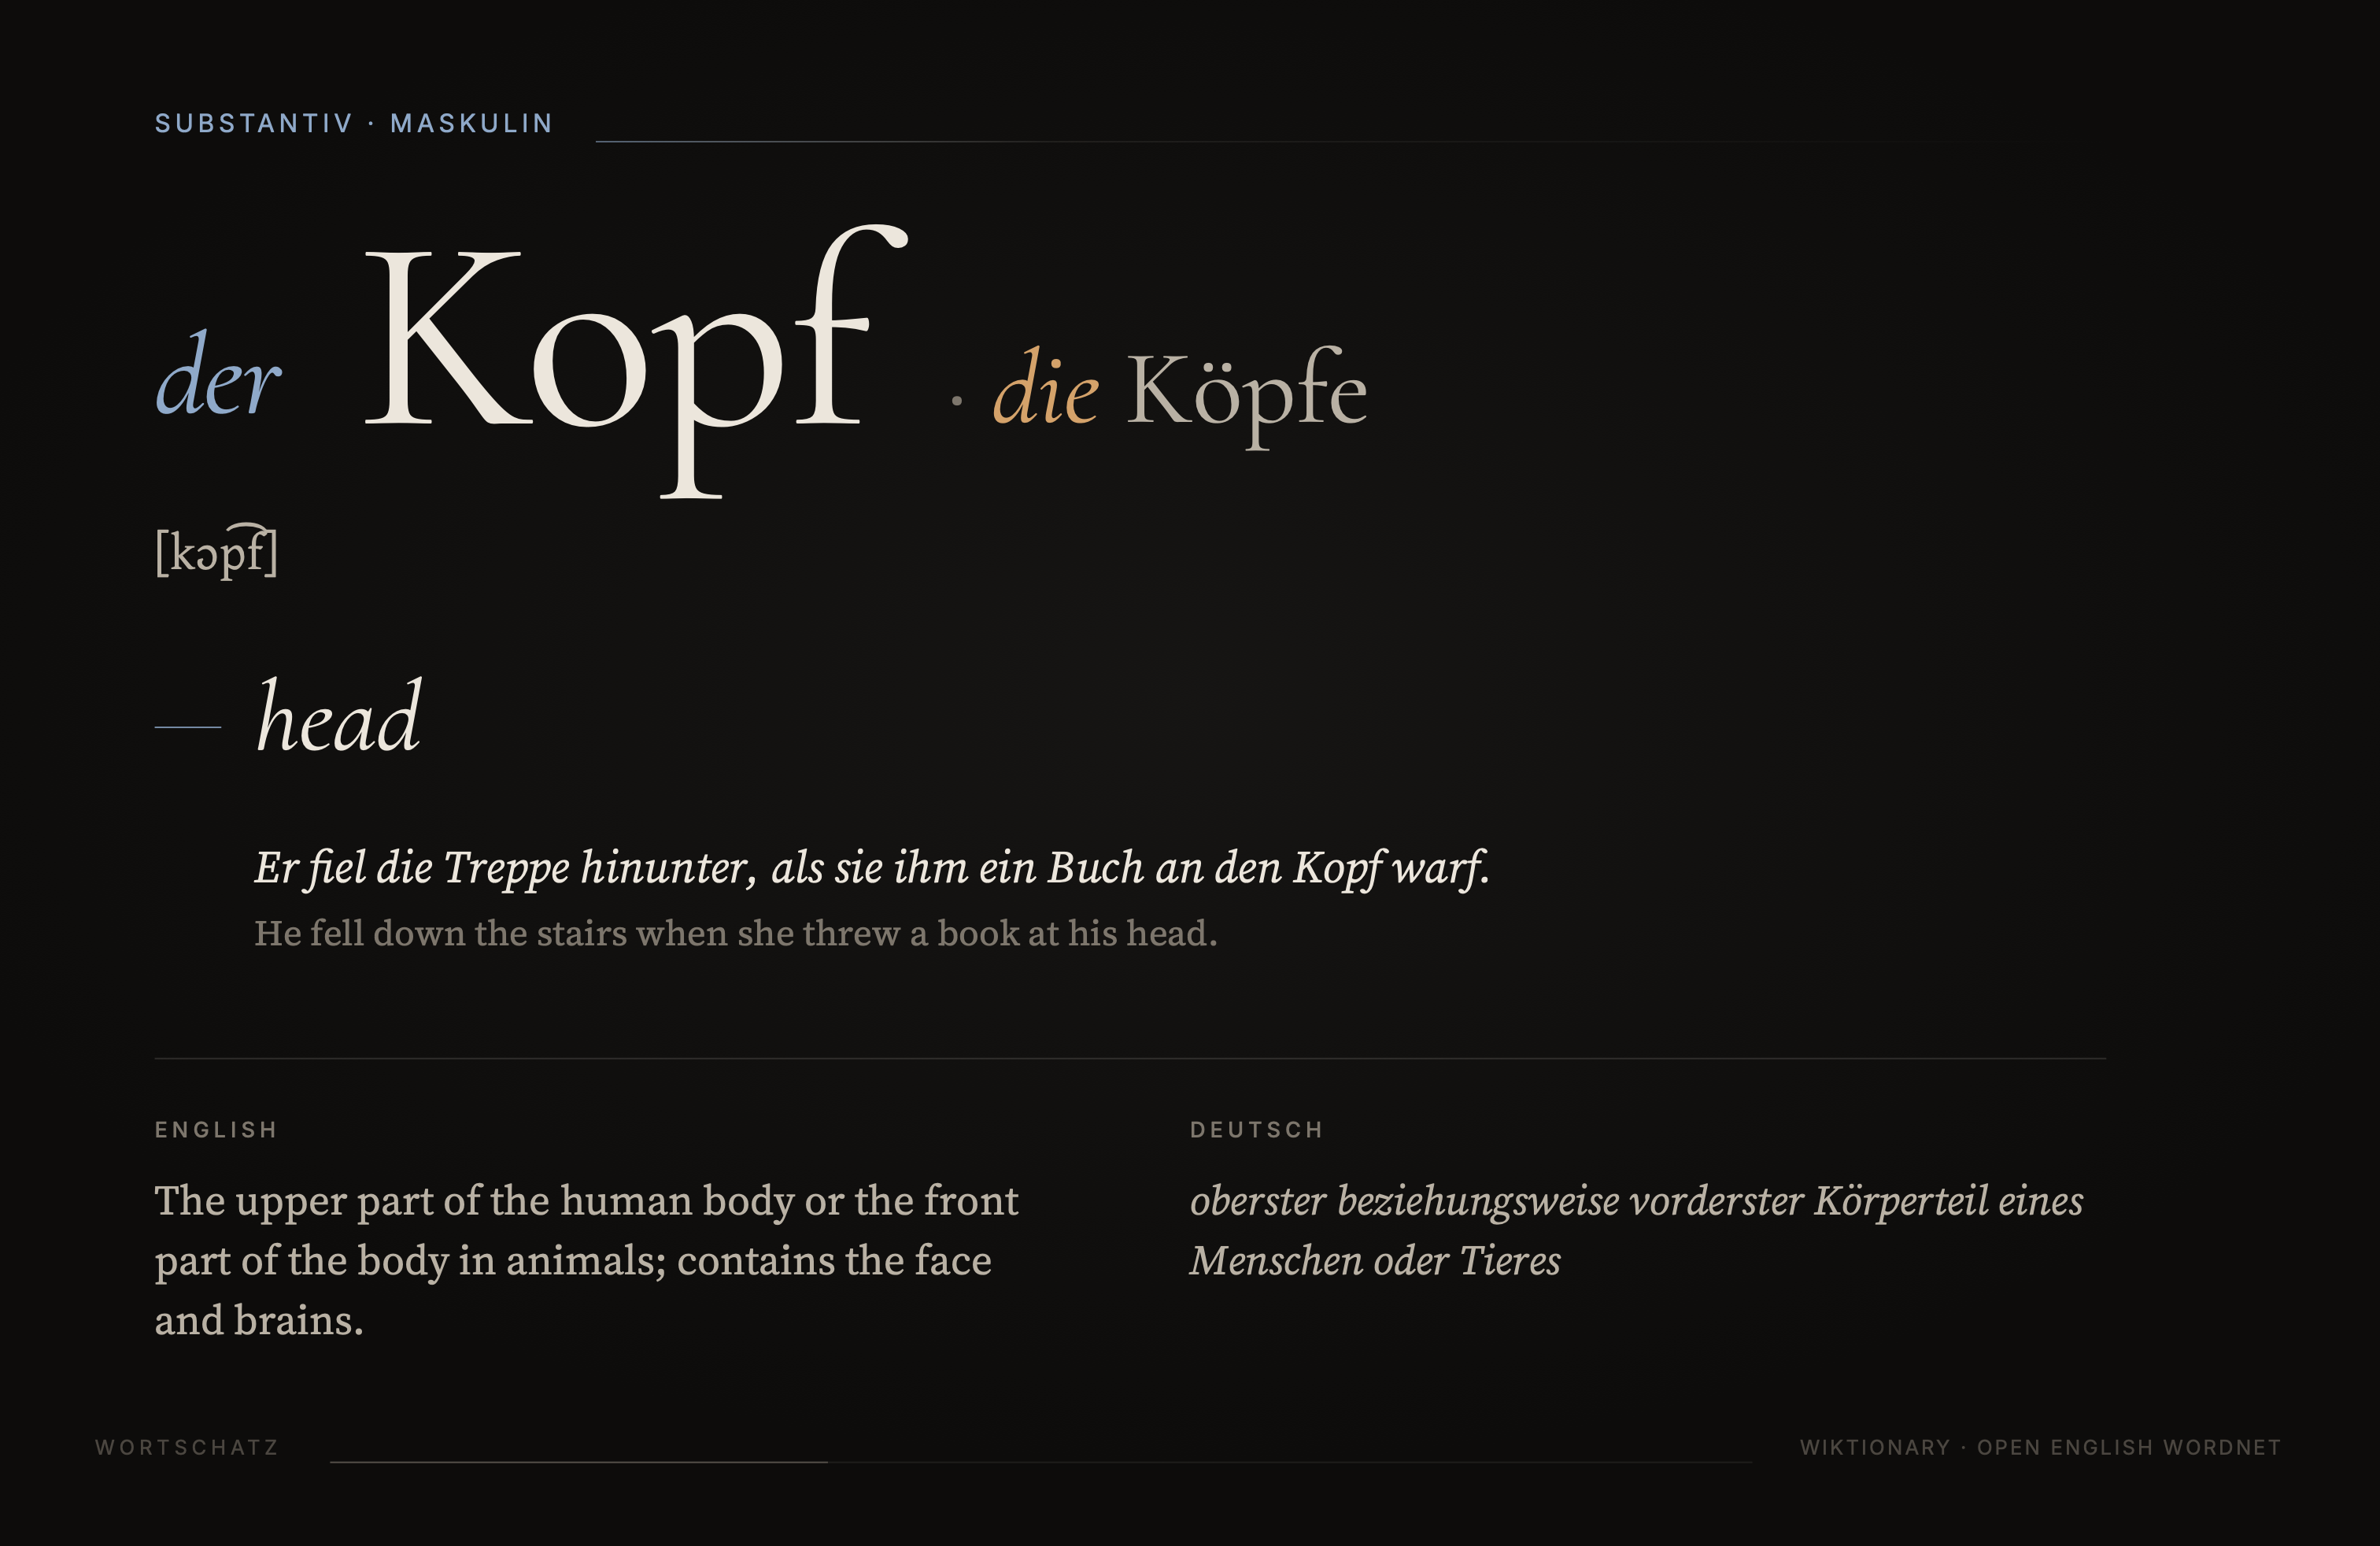 SUBSTANTIV · MASKULIN
der Kopf · die Köpfe
[kɔp͡f]
head
Er fiel die Treppe hinunter, als sie ihm ein Buch an den Kopf warf.
He fell down the stairs when she threw a book at his head.
ENGLISH
The upper part of the human body or the front
part of the body in animals; contains the face
and brains.
DEUTSCH
oberster beziehungsweise vorderster Körperteil eines
Menschen oder Tieres
WORTSCHATZ
WIKTIONARY · OPEN ENGLISH WORDNET